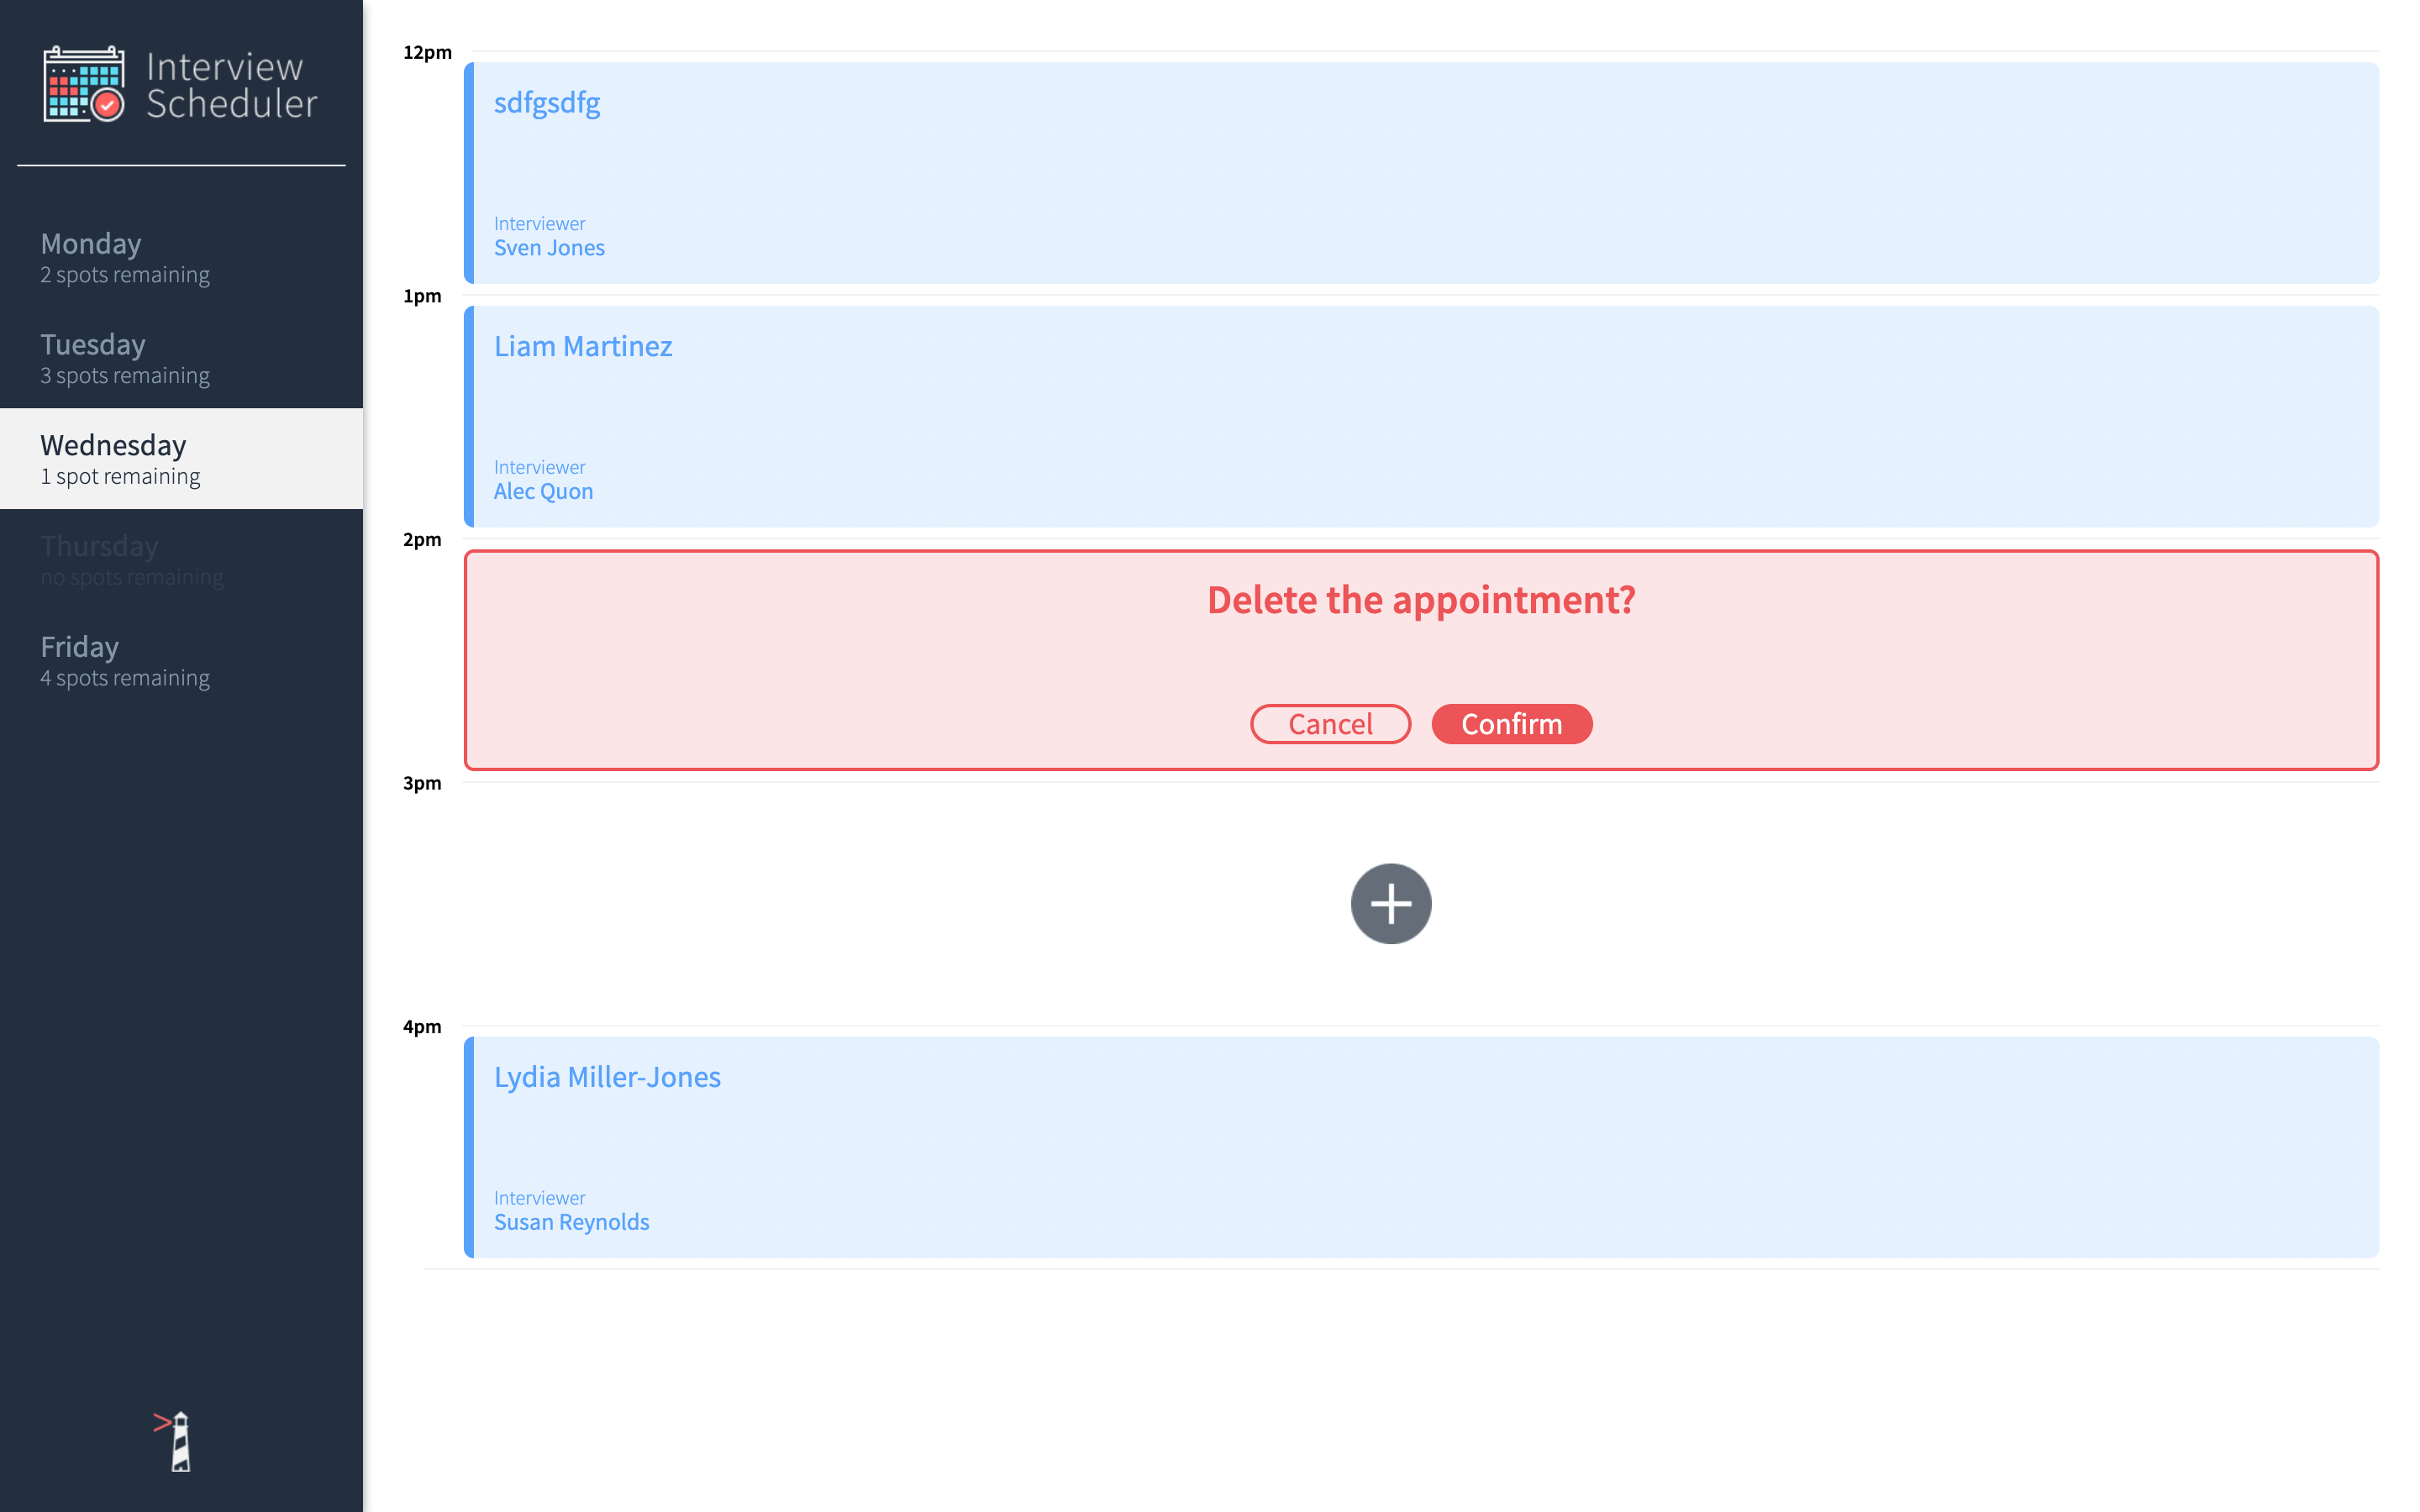 Interview
Scheduler
Monday
2 spots remaining
Tuesday
3 spots remaining
Wednesday
1 spot remaining
Thursday
no spots remaining
Friday
4 spots remaining
12pm
sdfgsdfg
Interviewer
Sven Jones
1pm
Liam Martinez
Interviewer
Alec Quon
2pm
Delete the appointment?
Cancel Confirm
3pm
4pm
Lydia Miller-Jones
Interviewer
Susan Reynolds